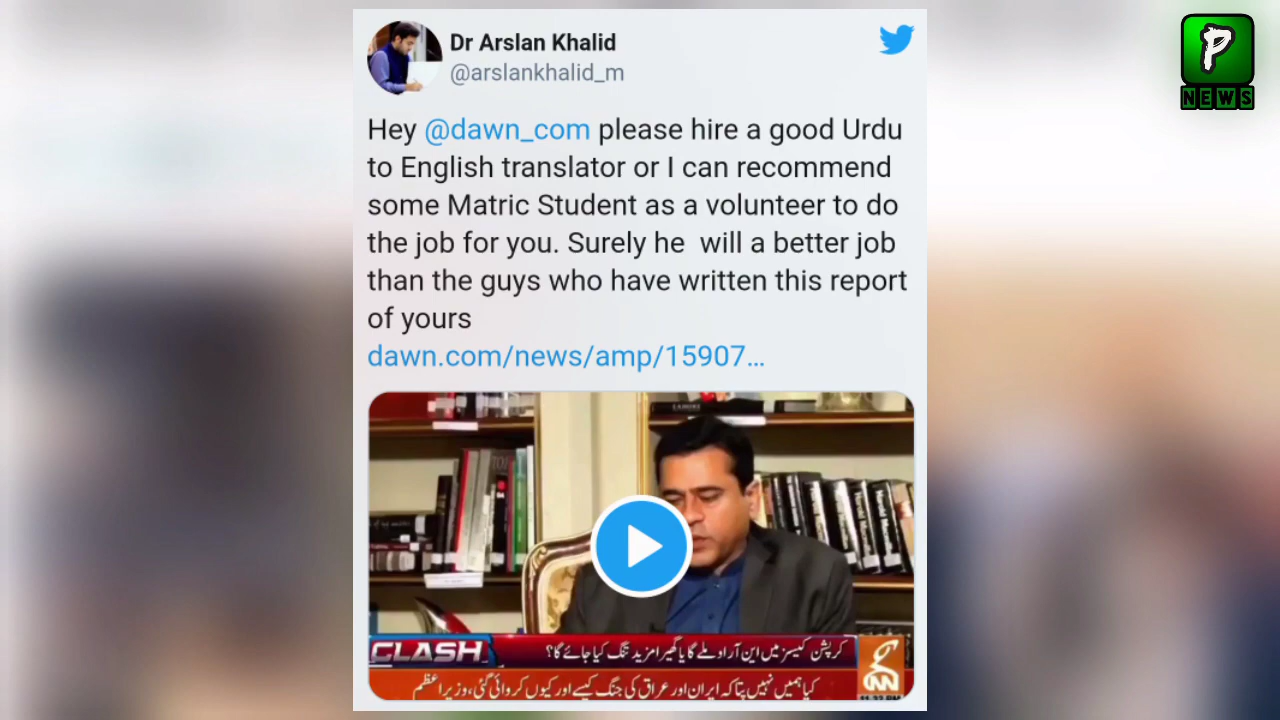 P
NEWS
Dr Arslan Khalid
@arslankhalid_m
Hey @dawn_com please hire a good Urdu
to English translator or I can recommend
some Matric Student as a volunteer to do
the job for you. Surely he will a better job
than the guys who have written this report
of yours
dawn.com/news/amp/15907…
LAHORE
CLASH
کرپشن کیسز میں این آر او ملے گا یا گھیرا مزید تنگ کیا جائے گا؟
GNN
کیا ہمیں نہیں پتا کہ ایران اور عراق کی جنگ کیسے اور کیوں کروائی گئی، وزیراعظم
11:32 PM